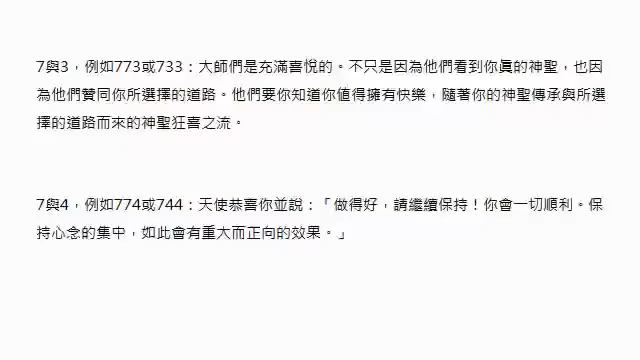 7與3，例如773或733：大師們是充滿喜悅的。不只是因為他們看到你真的神聖，也因
為他們贊同你所選擇的道路。他們要你知道你值得擁有快樂，隨著你的神聖傳承與所選
擇的道路而來的神聖狂喜之流。
7與4，例如774或744：天使恭喜你並說：「做得好，請繼續保持！你會一切順利。保
持心念的集中，如此會有重大而正向的效果。」